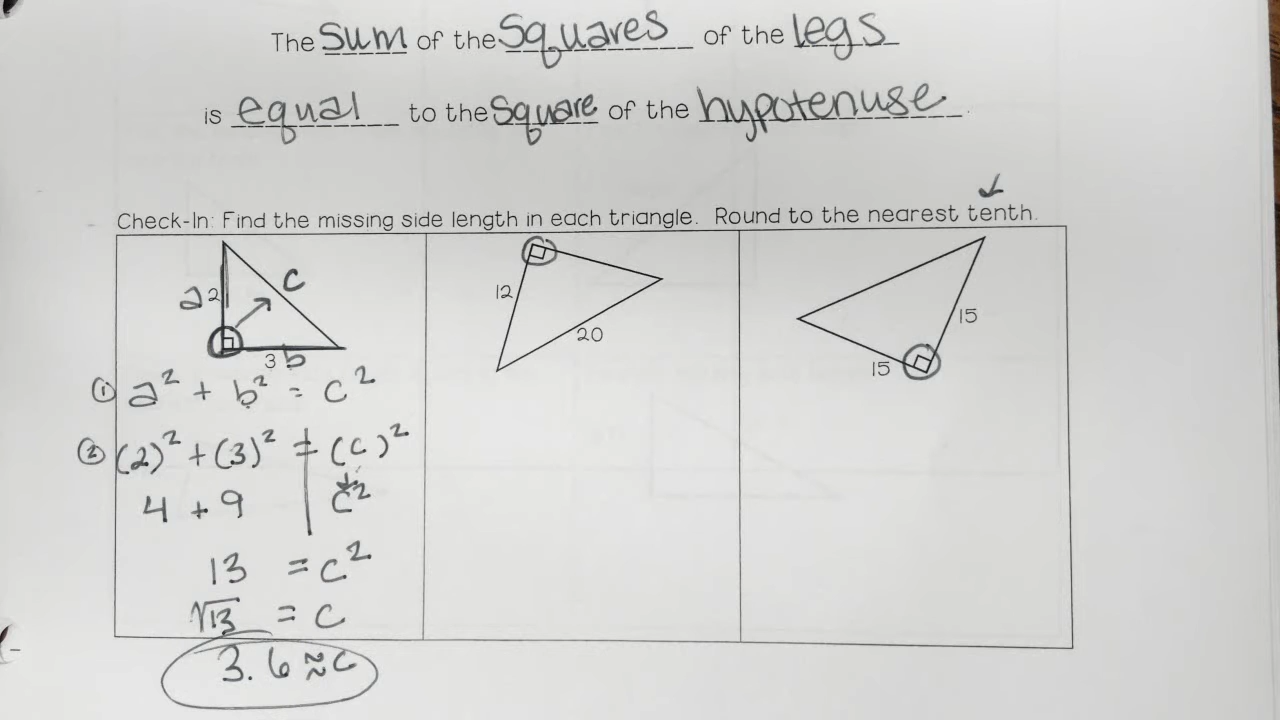 The sum of the squares of the legs
is equal to the square of the hypotenuse.
Check-In: Find the missing side length in each triangle. Round to the nearest tenth.
a 2 c
3 b
① a² + b² = c²
② (2)² + (3)² = (c)²
4 + 9 c²
13 = c²
√13 = c
3.6 ≈ c
12
20
15
15